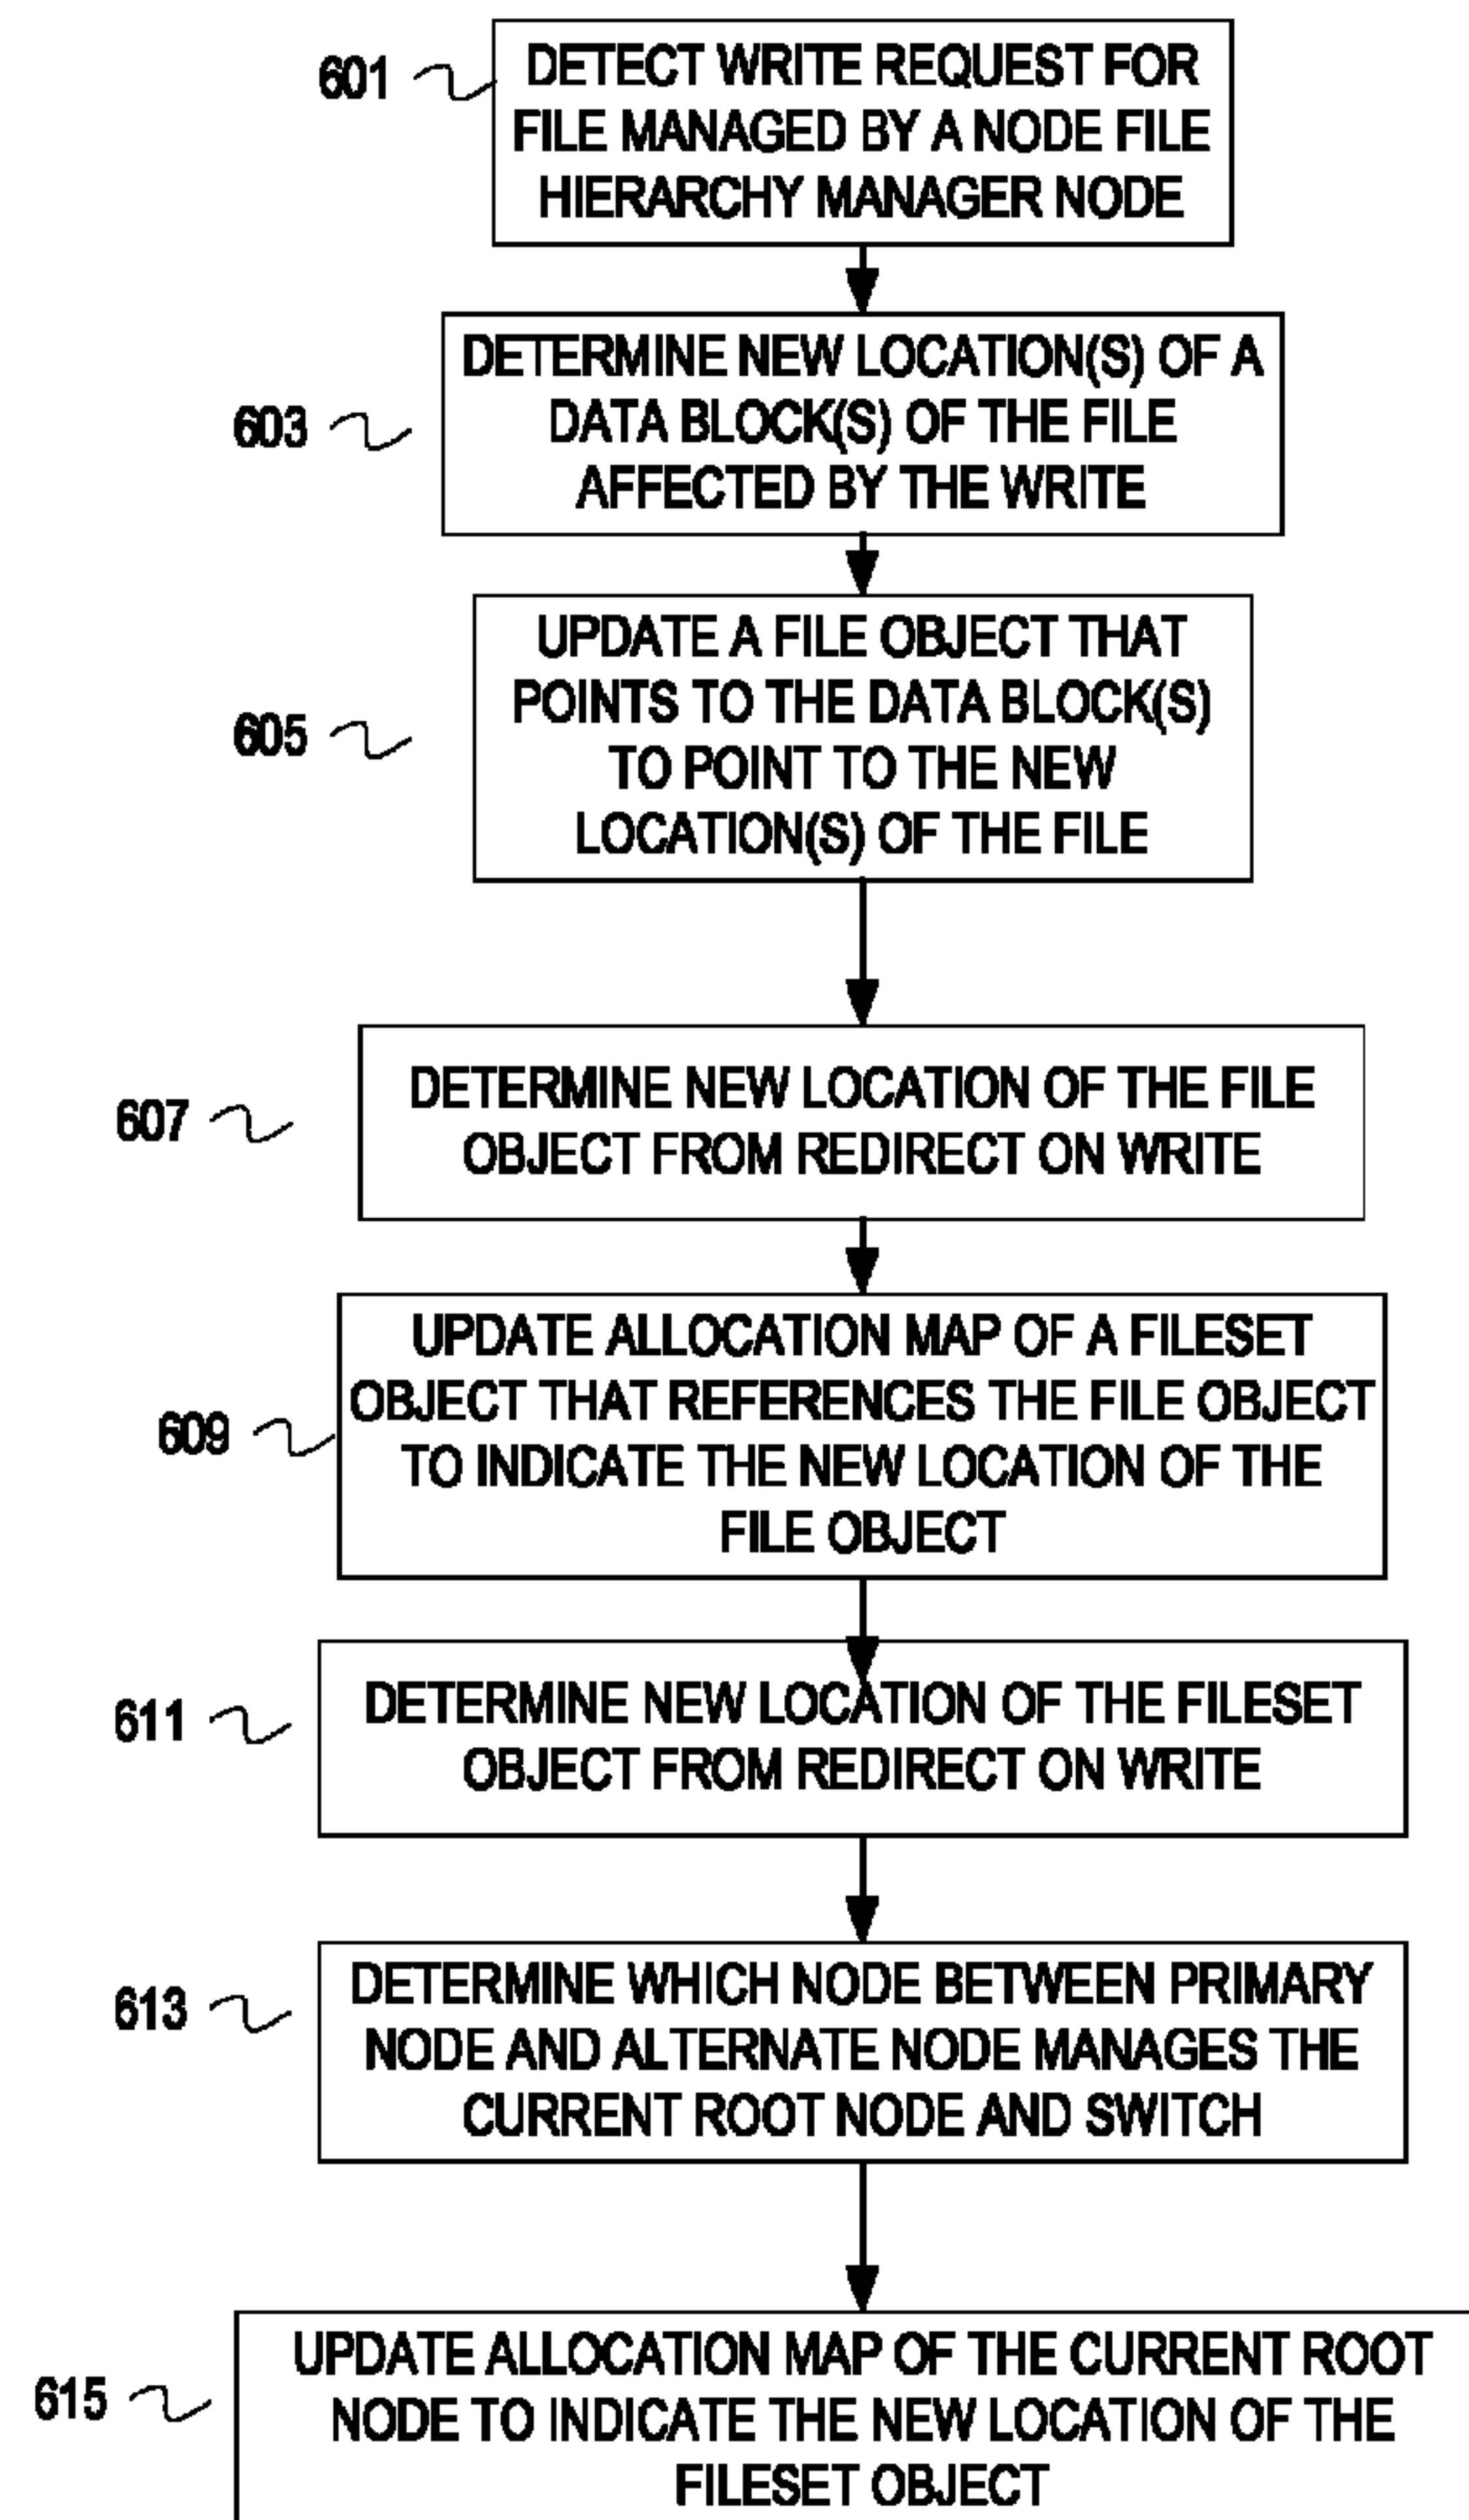 601
DETECT WRITE REQUEST FOR
FILE MANAGED BY A NODE FILE
HIERARCHY MANAGER NODE
DETERMINE NEW LOCATION(S) OF A
DATA BLOCK(S) OF THE FILE
AFFECTED BY THE WRITE
603
UPDATE A FILE OBJECT THAT
POINTS TO THE DATA BLOCK(S)
TO POINT TO THE NEW
LOCATION(S) OF THE FILE
605
DETERMINE NEW LOCATION OF THE FILE
OBJECT FROM REDIRECT ON WRITE
607
UPDATE ALLOCATION MAP OF A FILESET
OBJECT THAT REFERENCES THE FILE OBJECT
TO INDICATE THE NEW LOCATION OF THE
FILE OBJECT
609
DETERMINE NEW LOCATION OF THE FILESET
OBJECT FROM REDIRECT ON WRITE
611
DETERMINE WHICH NODE BETWEEN PRIMARY
NODE AND ALTERNATE NODE MANAGES THE
CURRENT ROOT NODE AND SWITCH
613
UPDATE ALLOCATION MAP OF THE CURRENT ROOT
NODE TO INDICATE THE NEW LOCATION OF THE
FILESET OBJECT
615